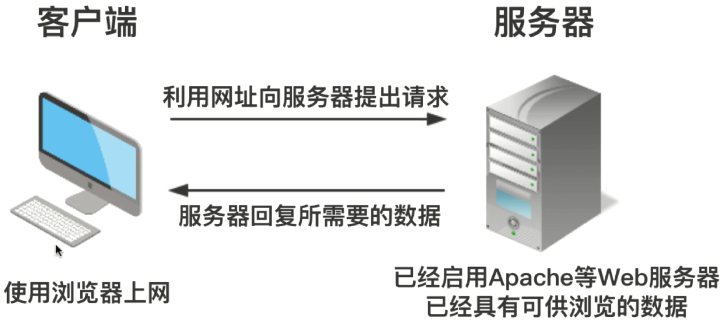 客户端
服务器
利用网址向服务器提出请求
服务器回复所需要的数据
使用浏览器上网
已经启用Apache等Web服务器
已经具有可供浏览的数据